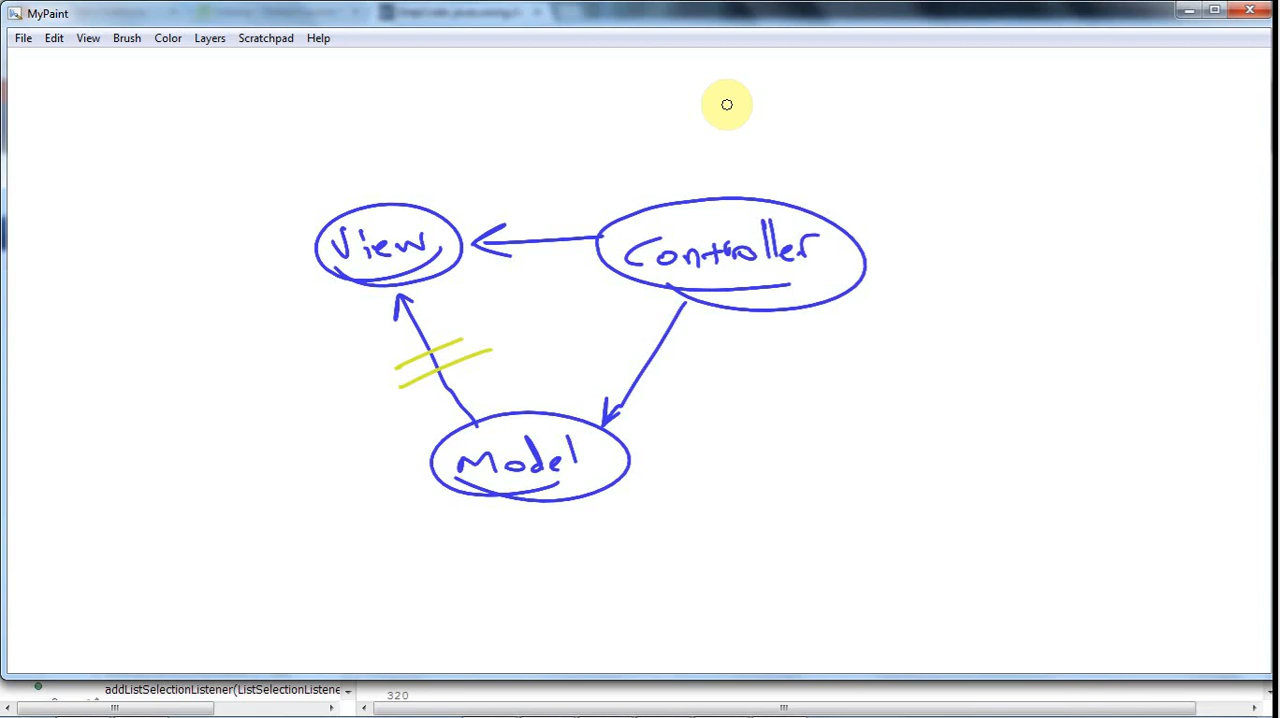 MyPaint
File Edit View Brush Color Layers Scratchpad Help
View
Controller
Model
addListSelectionListener(ListSelectionListene
320